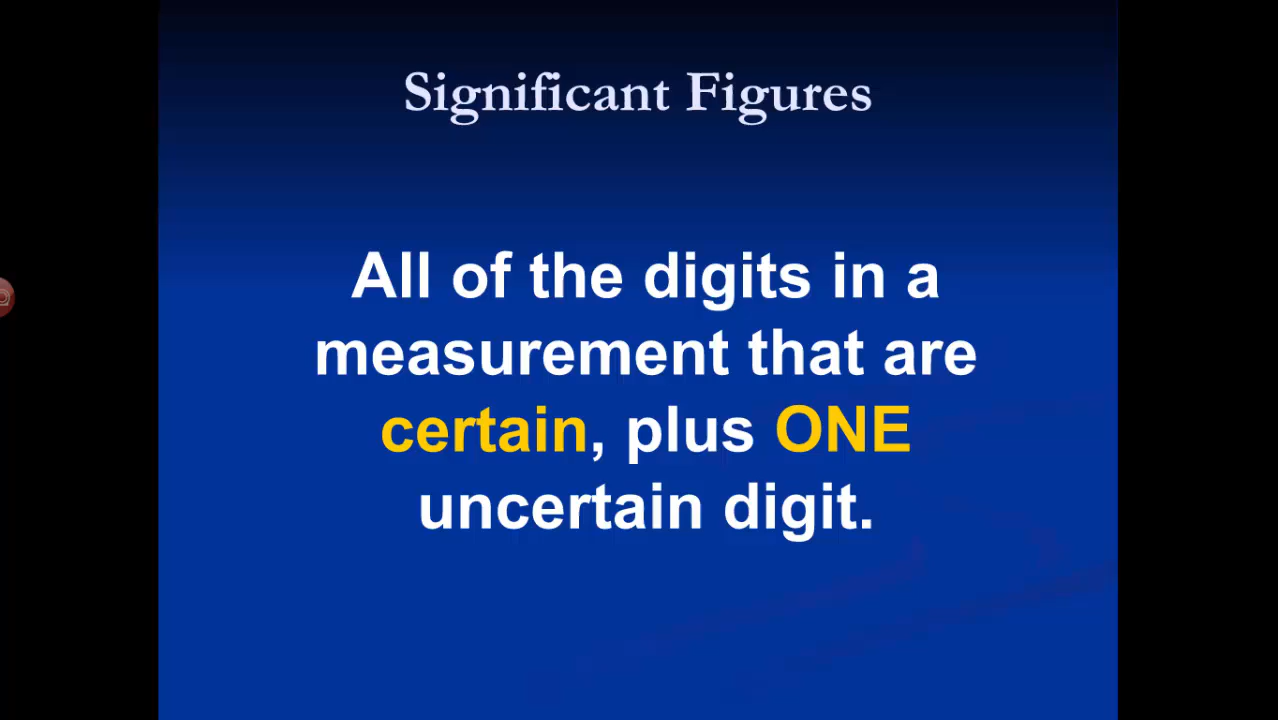 Significant Figures
All of the digits in a
measurement that are
certain, plus ONE
uncertain digit.